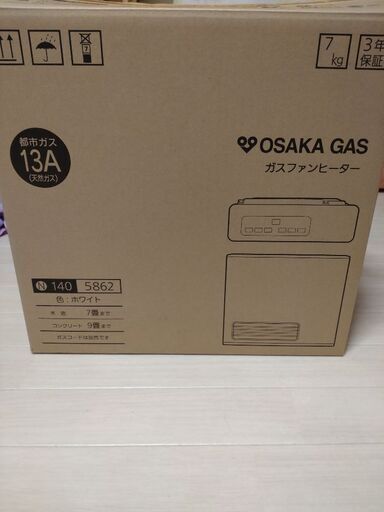 7
7
kg
3年
保証
都市ガス
13A
(天然ガス)
OSAKA GAS
ガスファンヒーター
N 140 5862
色:ホワイト
木造 7畳まで
コンクリート 9畳まで
ガスコードは別売です